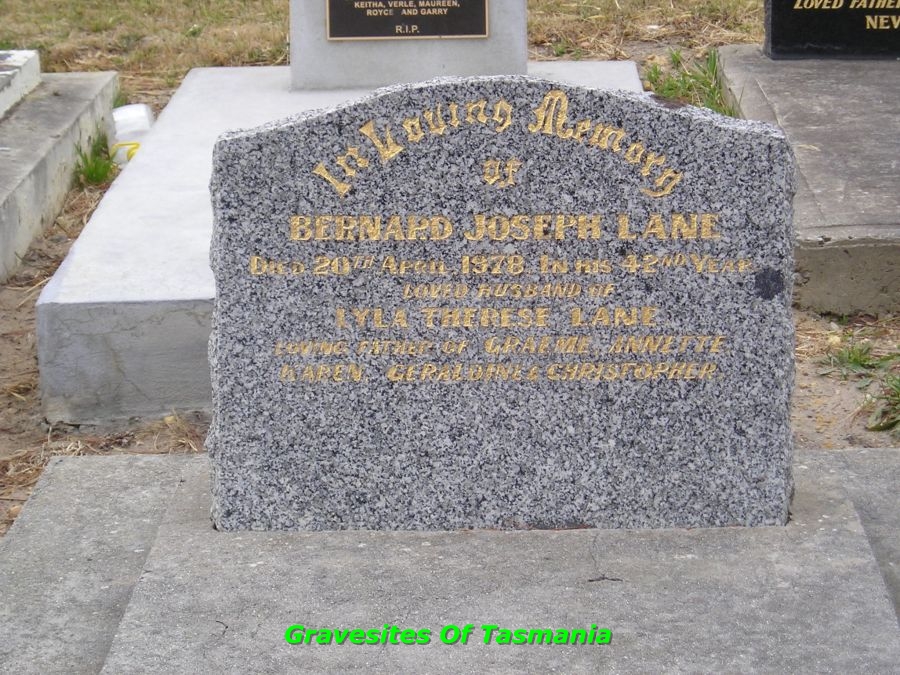 KEITHA, VERLE, MAUREEN,
ROYCE AND GARRY
R.I.P.
LOVED FATHER
NEV
In Loving Memory
of
BERNARD JOSEPH LANE
DIED 20TH APRIL 1978 IN HIS 42ND YEAR
LOVED HUSBAND OF
LYLA THERESE LANE
LOVING FATHER OF GRAEME, ANNETTE
KAREN, GERALDINE & CHRISTOPHER.
Gravesites Of Tasmania